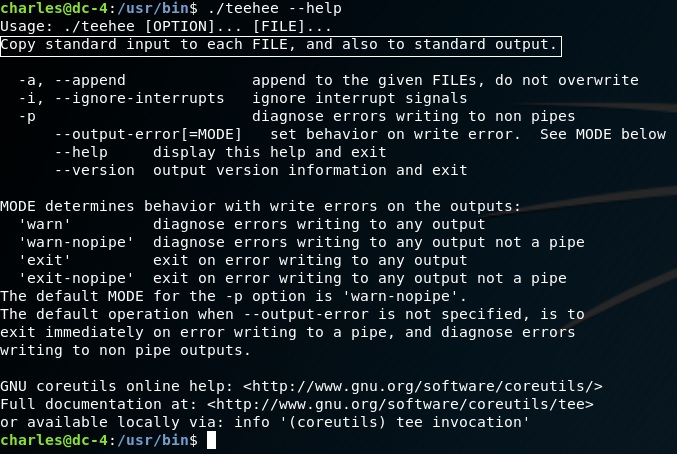 charles@dc-4:/usr/bin$ ./teehee --help
Usage: ./teehee [OPTION]... [FILE]...
Copy standard input to each FILE, and also to standard output.

  -a, --append              append to the given FILEs, do not overwrite
  -i, --ignore-interrupts   ignore interrupt signals
  -p                        diagnose errors writing to non pipes
      --output-error[=MODE]   set behavior on write error.  See MODE below
      --help     display this help and exit
      --version  output version information and exit

MODE determines behavior with write errors on the outputs:
  'warn'         diagnose errors writing to any output
  'warn-nopipe'  diagnose errors writing to any output not a pipe
  'exit'         exit on error writing to any output
  'exit-nopipe'  exit on error writing to any output not a pipe
The default MODE for the -p option is 'warn-nopipe'.
The default operation when --output-error is not specified, is to
exit immediately on error writing to a pipe, and diagnose errors
writing to non pipe outputs.

GNU coreutils online help: <http://www.gnu.org/software/coreutils/>
Full documentation at: <http://www.gnu.org/software/coreutils/tee>
or available locally via: info '(coreutils) tee invocation'
charles@dc-4:/usr/bin$